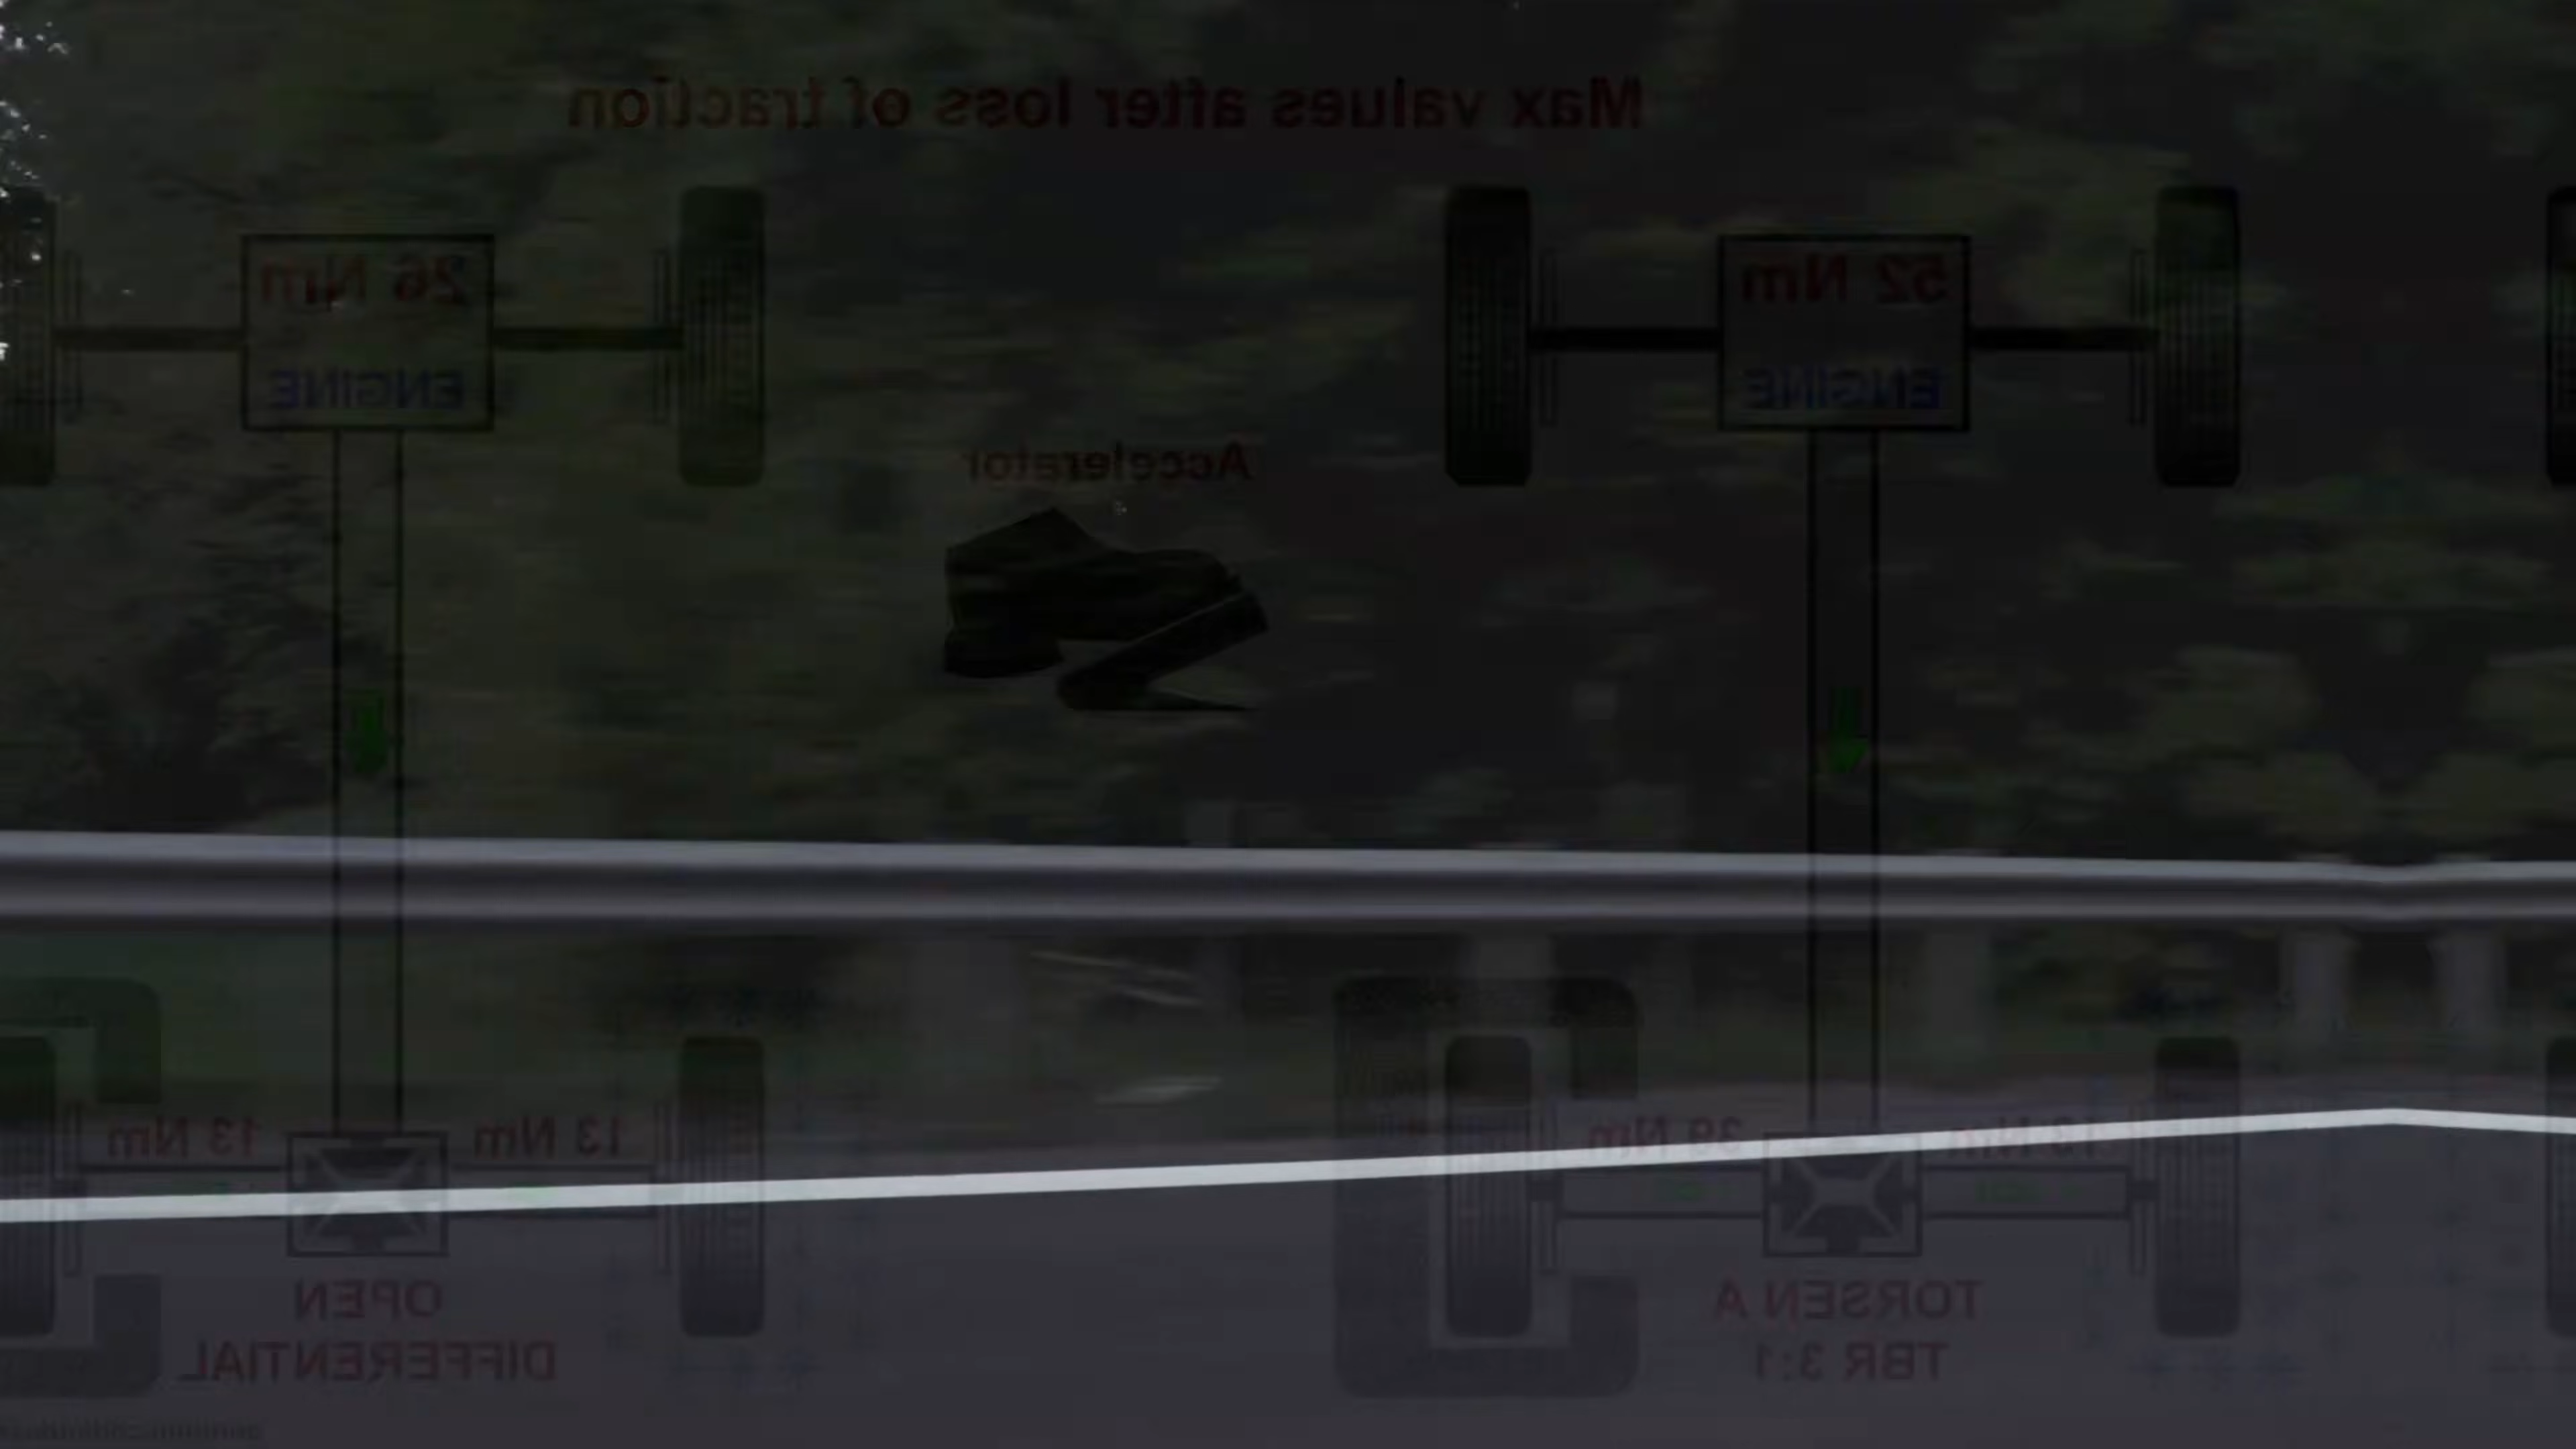 Max values after loss of traction
52 Nm
ENGINE
26 Nm
ENGINE
Accelerator
13 Nm
39 Nm
13 Nm
13 Nm
TORSEN A
TBR 3:1
OPEN
DIFFERENTIAL